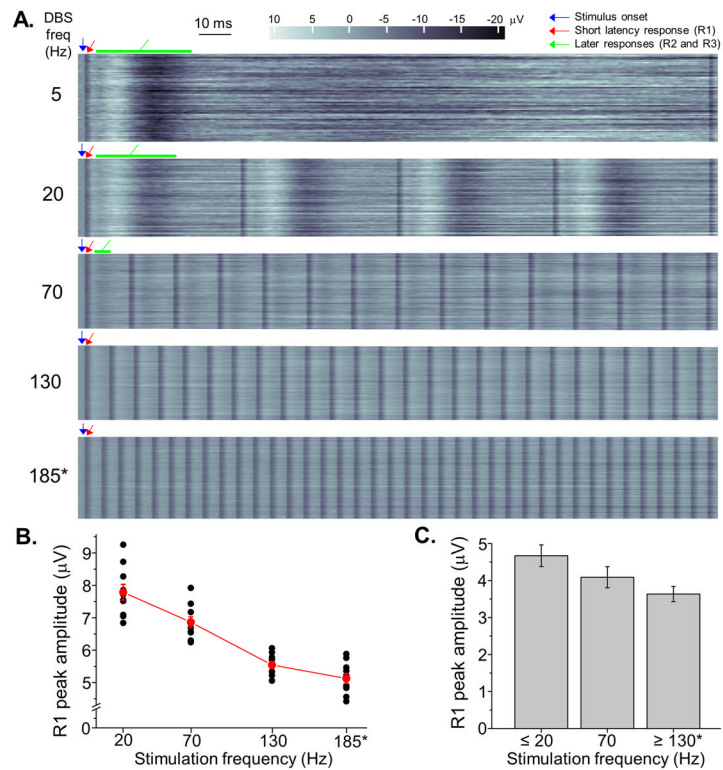 A.
DBS
freq
(Hz)
10 ms
10 5 0 -5 -10 -15 -20 μV
Stimulus onset
Short latency response (R1)
Later responses (R2 and R3)
5
20
70
130
185*
B.
R1 peak amplitude (μV)
9
8
7
6
5
0
20 70 130 185*
Stimulation frequency (Hz)
C.
R1 peak amplitude (μV)
5
4
3
2
1
0
≤ 20 70 ≥ 130*
Stimulation frequency (Hz)